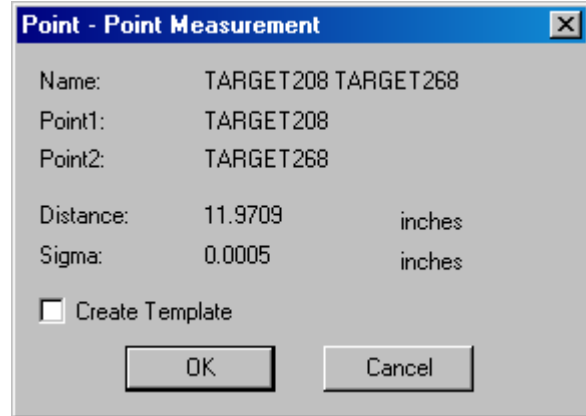 Point - Point Measurement
Name: TARGET208 TARGET268
Point1: TARGET208
Point2: TARGET268
Distance: 11.9709 inches
Sigma: 0.0005 inches
Create Template
OK Cancel